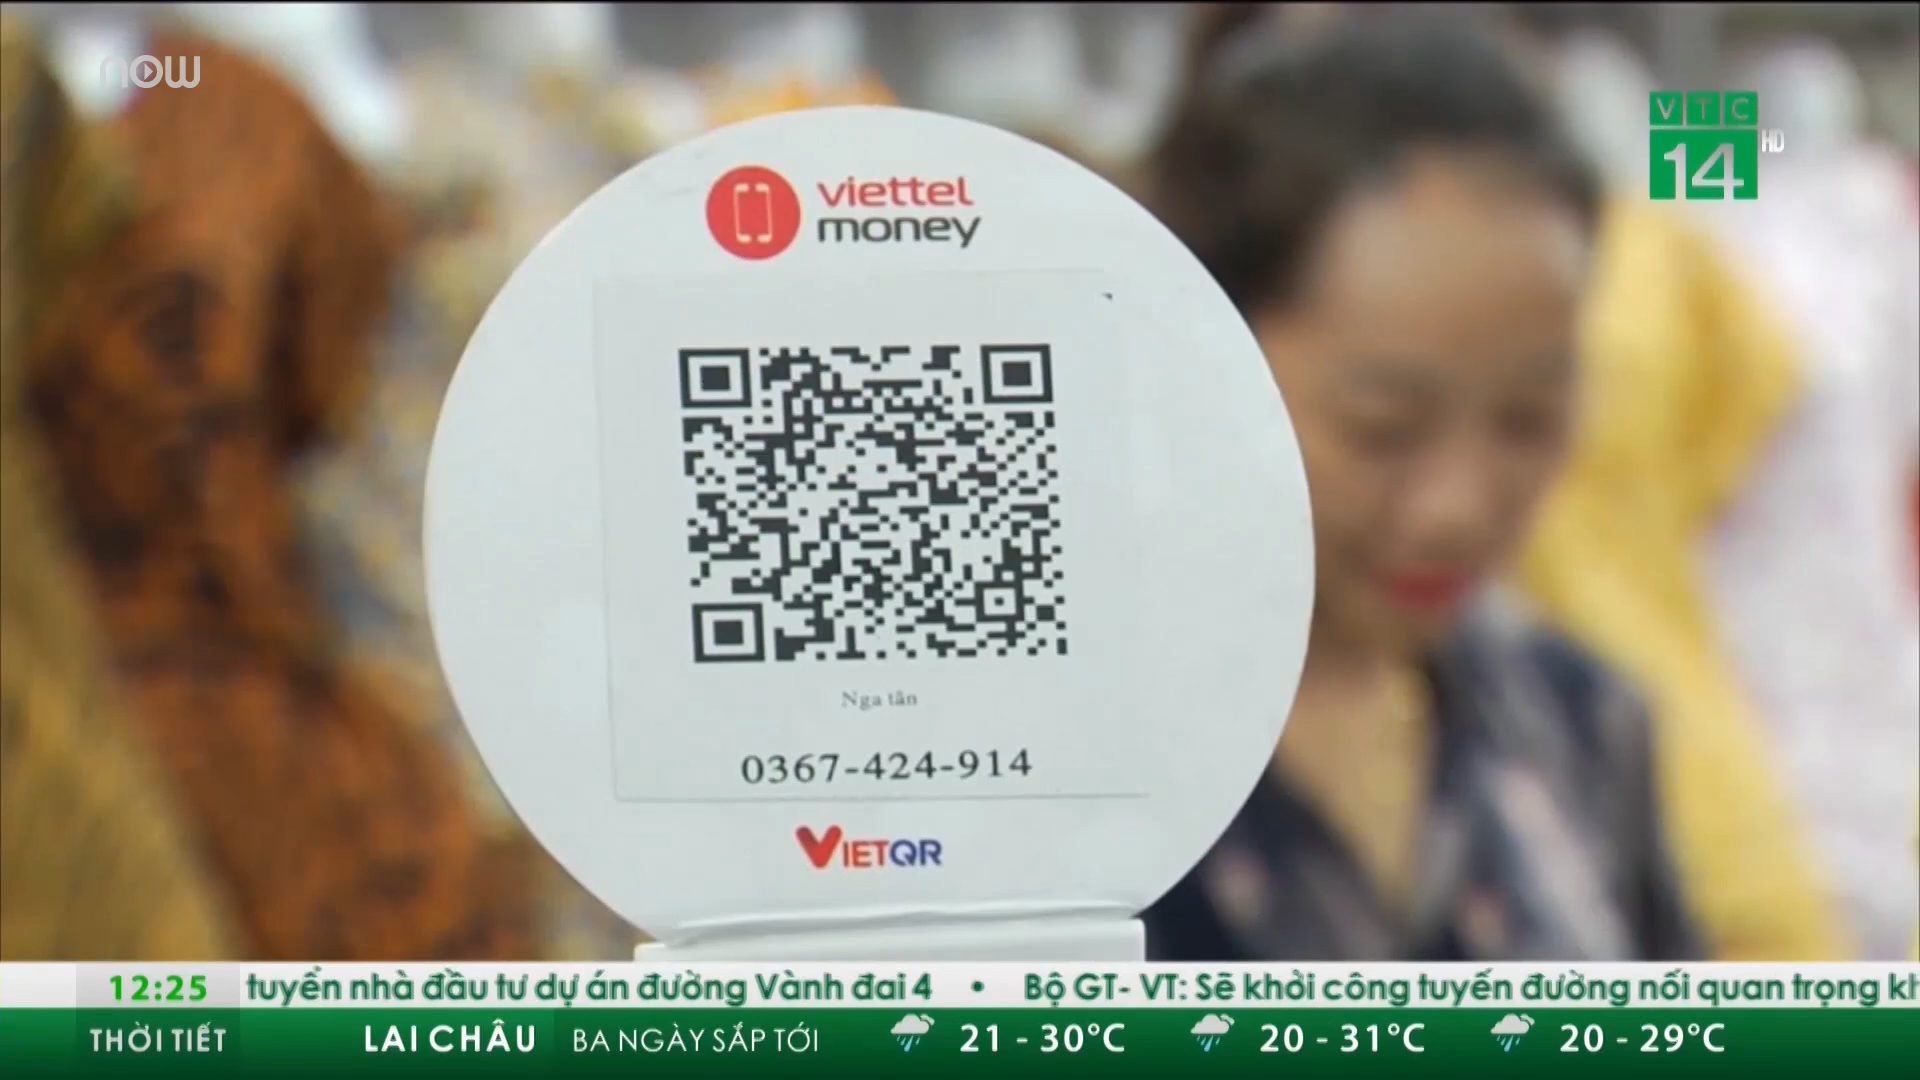 now
VTC
14
HD
viettel
money
Nga tân
0367-424-914
VIETQR
12:25 tuyển nhà đầu tư dự án đường Vành đai 4 • Bộ GT- VT: Sẽ khởi công tuyến đường nối quan trọng
THỜI TIẾT LAI CHÂU BA NGÀY SẮP TỚI 21 - 30°C 20 - 31°C 20 - 29°C